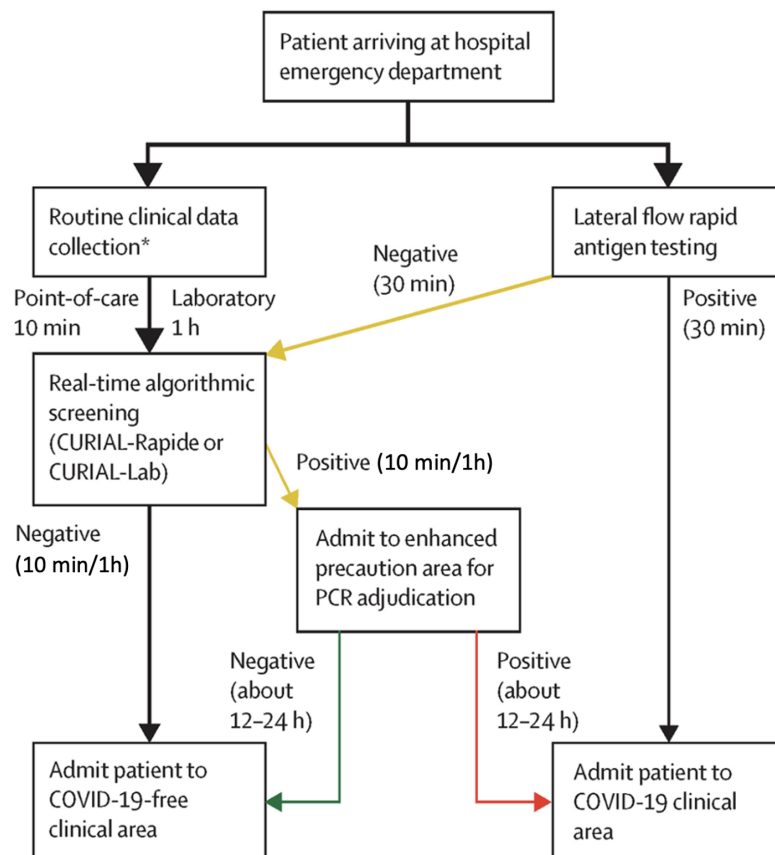 Patient arriving at hospital
emergency department
Routine clinical data
collection*
Lateral flow rapid
antigen testing
Negative
(30 min)
Point-of-care
10 min
Laboratory
1 h
Positive
(30 min)
Real-time algorithmic
screening
(CURIAL-Rapide or
CURIAL-Lab)
Positive (10 min/1h)
Negative
(10 min/1h)
Admit to enhanced
precaution area for
PCR adjudication
Negative
(about
12–24 h)
Positive
(about
12–24 h)
Admit patient to
COVID-19-free
clinical area
Admit patient to
COVID-19 clinical
area